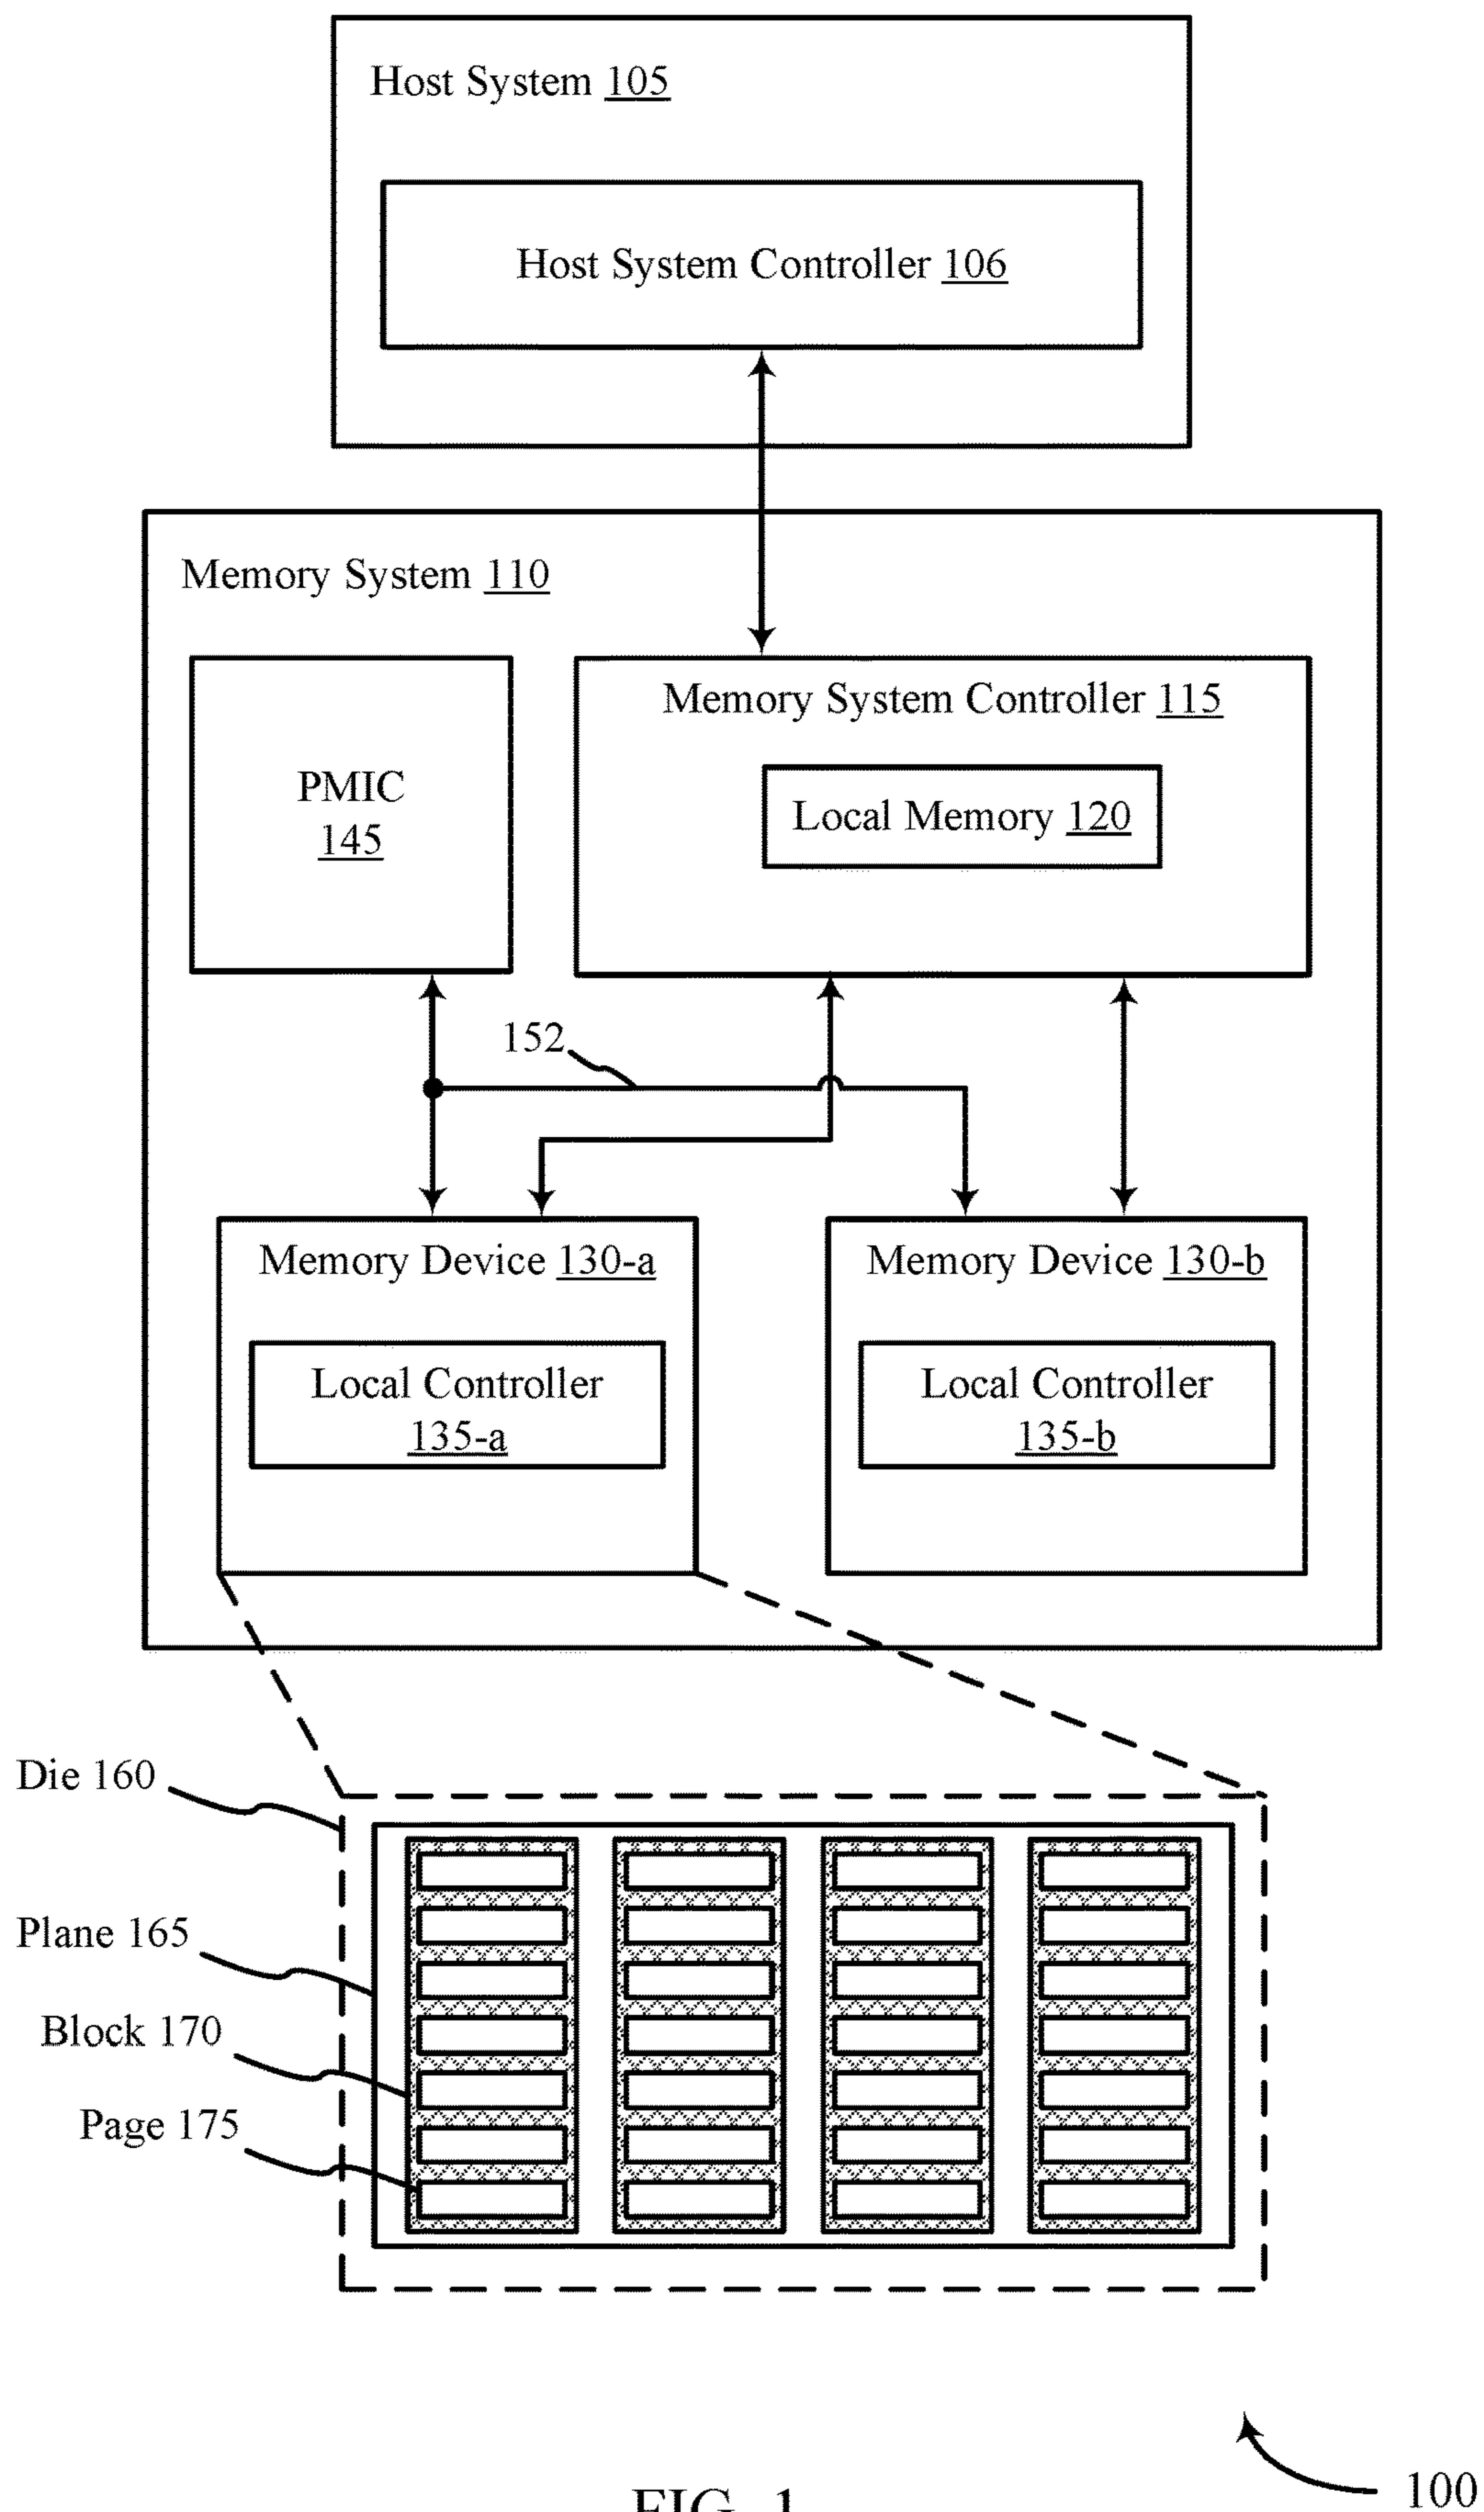 Host System 105
Host System Controller 106
Memory System 110
PMIC
145
Memory System Controller 115
Local Memory 120
152
Memory Device 130-a
Local Controller
135-a
Memory Device 130-b
Local Controller
135-b
Die 160
Plane 165
Block 170
Page 175
100
FIG. 1